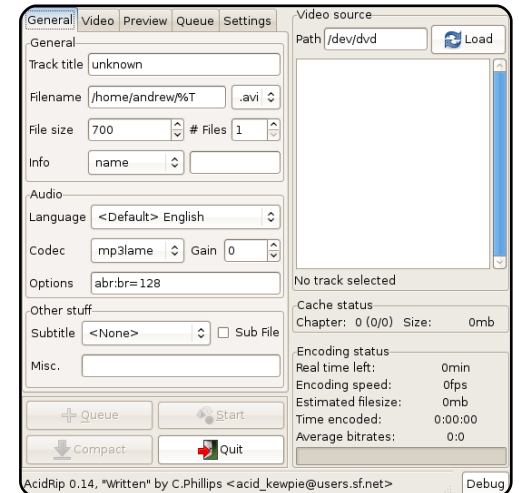 General Video Preview Queue Settings
General
Track title unknown
Filename /home/andrew/%T .avi
File size 700 # Files 1
Info name
Audio
Language <Default> English
Codec mp3lame Gain 0
Options abr:br=128
Other stuff
Subtitle <None> Sub File
Misc.
Queue Start
Compact Quit
Video source
Path /dev/dvd Load
No track selected
Cache status
Chapter: 0 (0/0) Size: 0mb
Encoding status
Real time left: 0min
Encoding speed: 0fps
Estimated filesize: 0mb
Time encoded: 0:00:00
Average bitrates: 0:0
AcidRip 0.14, "Written" by C.Phillips <acid_kewpie@users.sf.net> Debug